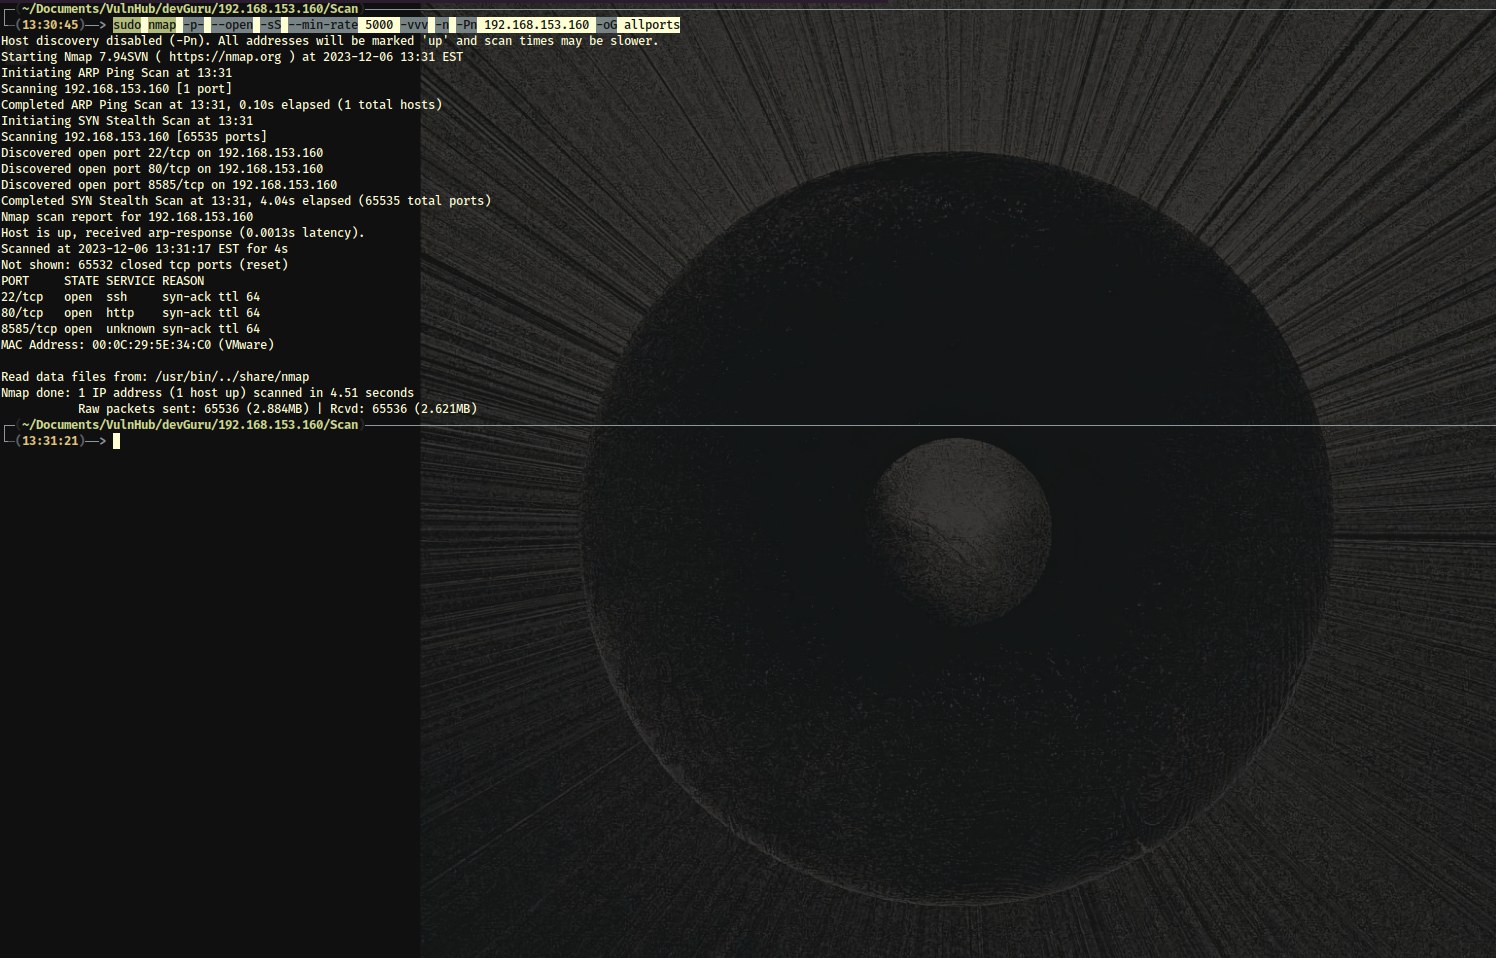 ~/Documents/VulnHub/devGuru/192.168.153.160/Scan
(13:30:45)──> sudo nmap -p- --open -sS --min-rate 5000 -vvv -n -Pn 192.168.153.160 -oG allports
Host discovery disabled (-Pn). All addresses will be marked 'up' and scan times may be slower.
Starting Nmap 7.94SVN ( https://nmap.org ) at 2023-12-06 13:31 EST
Initiating ARP Ping Scan at 13:31
Scanning 192.168.153.160 [1 port]
Completed ARP Ping Scan at 13:31, 0.10s elapsed (1 total hosts)
Initiating SYN Stealth Scan at 13:31
Scanning 192.168.153.160 [65535 ports]
Discovered open port 22/tcp on 192.168.153.160
Discovered open port 80/tcp on 192.168.153.160
Discovered open port 8585/tcp on 192.168.153.160
Completed SYN Stealth Scan at 13:31, 4.04s elapsed (65535 total ports)
Nmap scan report for 192.168.153.160
Host is up, received arp-response (0.0013s latency).
Scanned at 2023-12-06 13:31:17 EST for 4s
Not shown: 65532 closed tcp ports (reset)
PORT     STATE SERVICE REASON
22/tcp   open  ssh     syn-ack ttl 64
80/tcp   open  http    syn-ack ttl 64
8585/tcp open  unknown syn-ack ttl 64
MAC Address: 00:0C:29:5E:34:C0 (VMware)
Read data files from: /usr/bin/../share/nmap
Nmap done: 1 IP address (1 host up) scanned in 4.51 seconds
Raw packets sent: 65536 (2.884MB) | Rcvd: 65536 (2.621MB)
~/Documents/VulnHub/devGuru/192.168.153.160/Scan
(13:31:21)──>